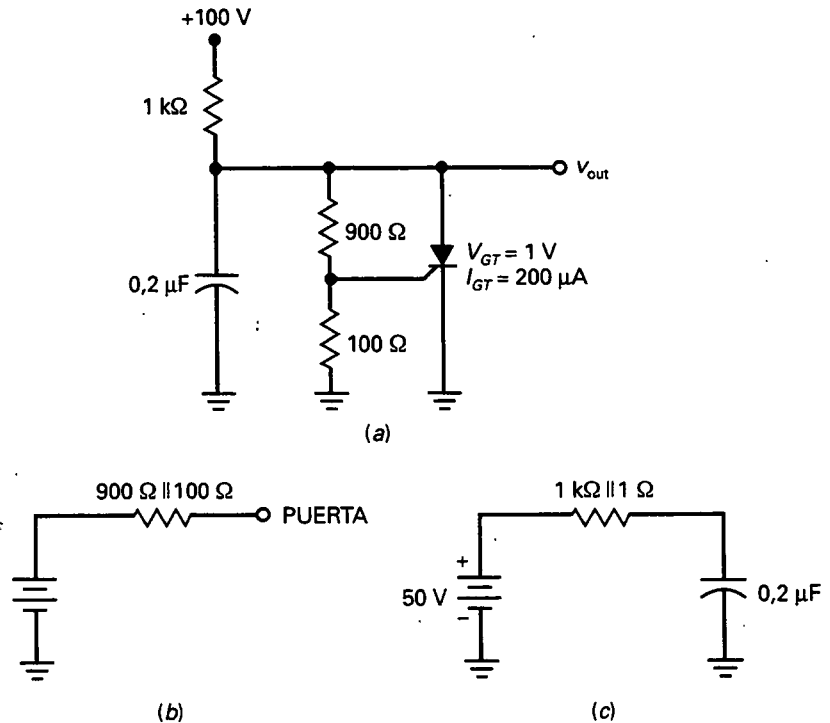 +100 V
1 kΩ
v_out
900 Ω
V_GT = 1 V
I_GT = 200 µA
0,2 µF
100 Ω
(a)
900 Ω || 100 Ω
PUERTA
(b)
1 kΩ || 1 Ω
+
50 V
−
0,2 µF
(c)